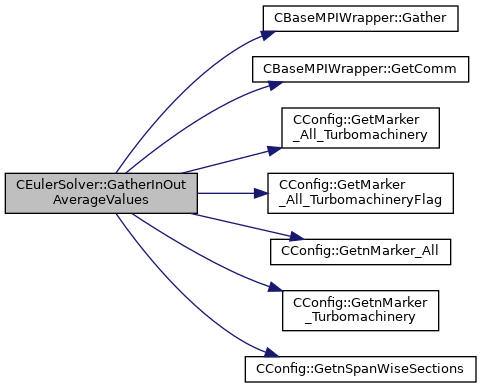 CBaseMPIWrapper::Gather
CBaseMPIWrapper::GetComm
CConfig::GetMarker
_All_Turbomachinery
CEulerSolver::GatherInOut
AverageValues
CConfig::GetMarker
_All_TurbomachineryFlag
CConfig::GetnMarker_All
CConfig::GetnMarker
_Turbomachinery
CConfig::GetnSpanWiseSections